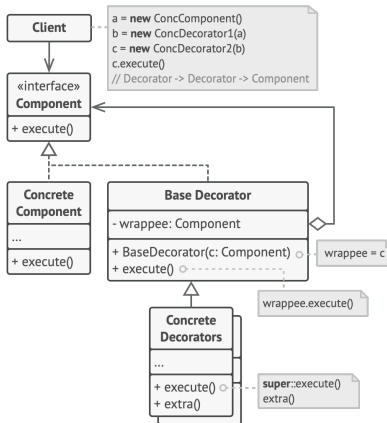 Client
a = new ConcComponent()
b = new ConcDecorator1(a)
c = new ConcDecorator2(b)
c.execute()
// Decorator -> Decorator -> Component
«interface»
Component
+ execute()
Concrete
Component
...
+ execute()
Base Decorator
- wrappee: Component
+ BaseDecorator(c: Component)
+ execute()
wrappee = c
wrappee.execute()
Concrete
Decorators
...
+ execute()
+ extra()
super::execute()
extra()